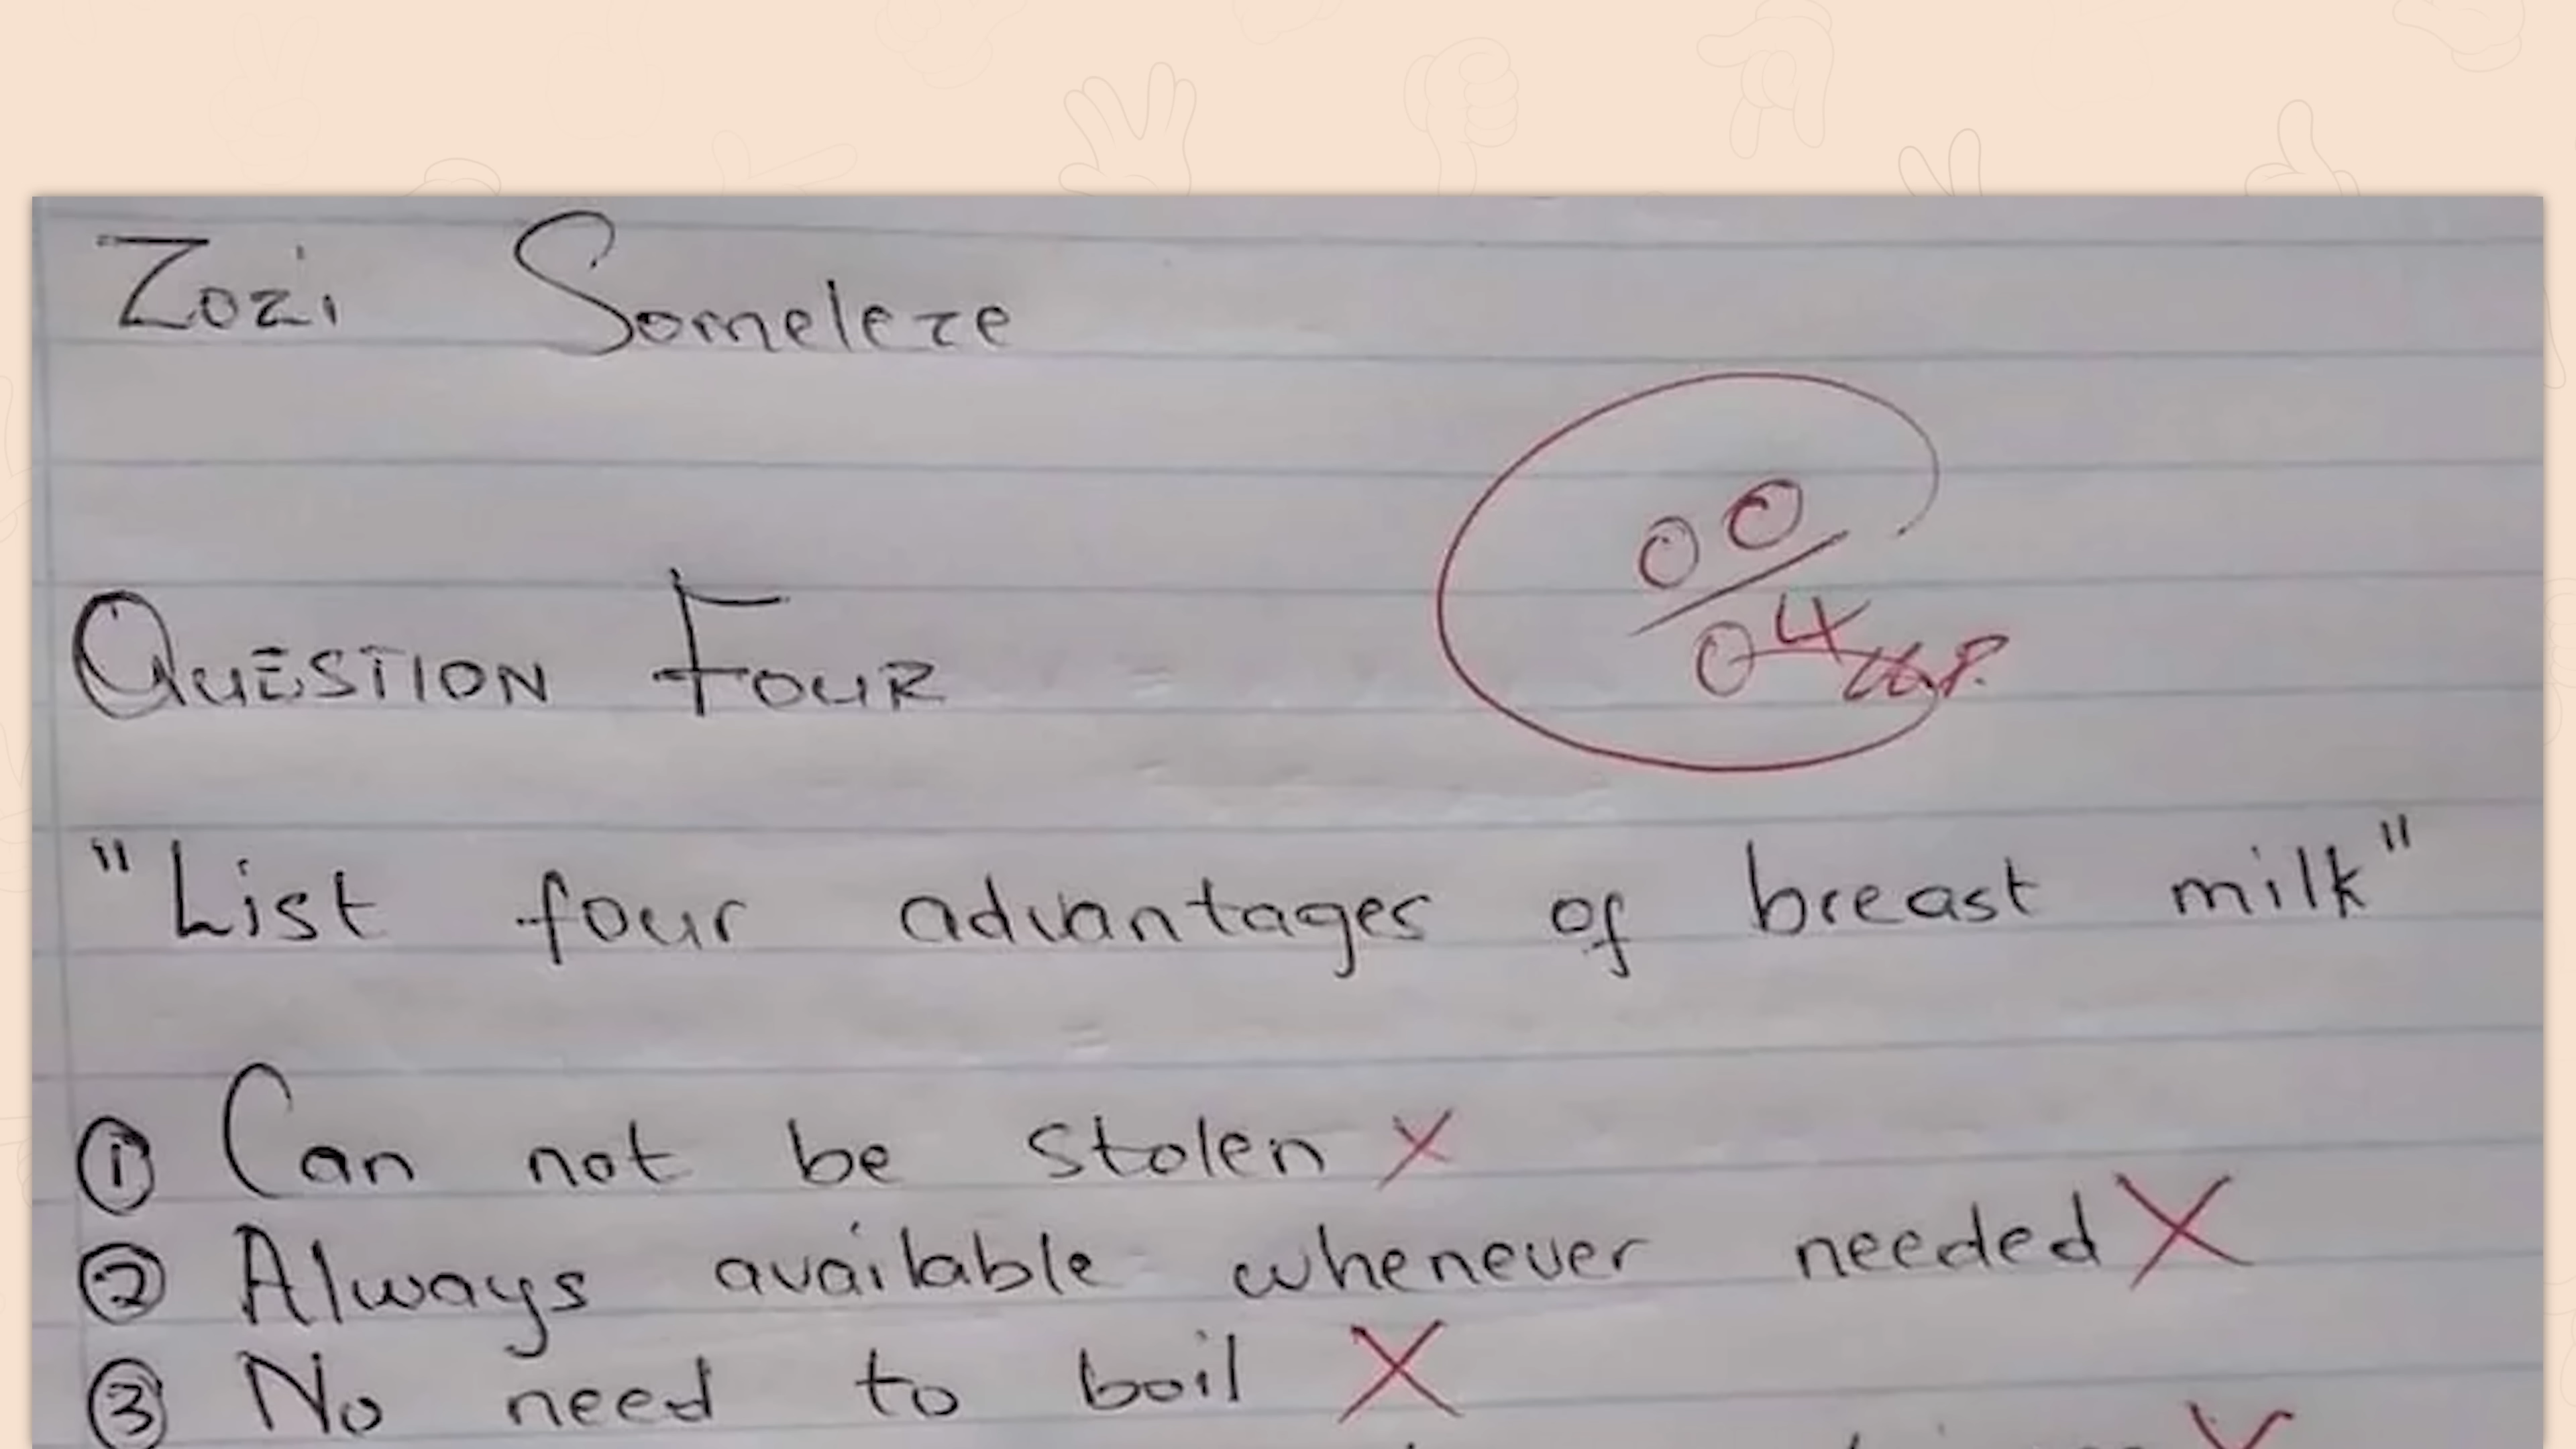 Zozi Someleze
00
04
QUESTION FOUR
"List four advantages of breast milk"
① Can not be stolen X
② Always available whenever needed X
③ No need to boil X